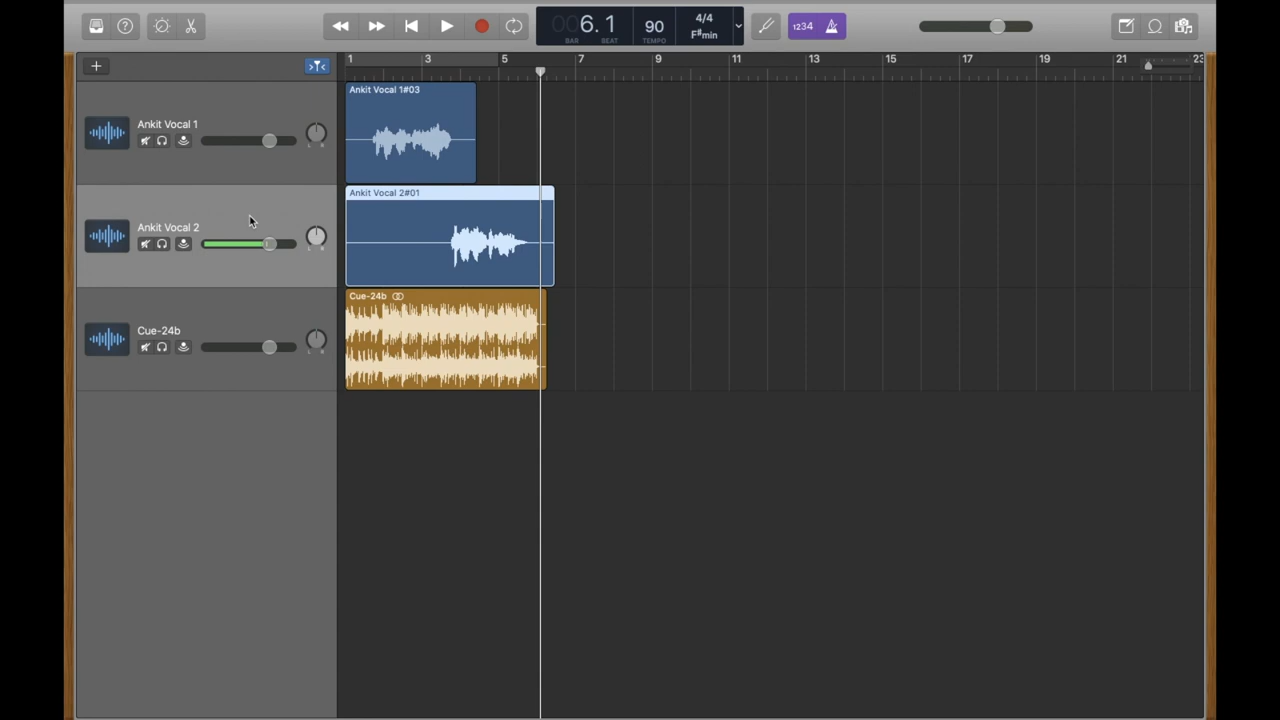 006.1
BAR BEAT
90
TEMPO
4/4
F#min
1234
1 3 5 7 9 11 13 15 17 19 21 23
Ankit Vocal 1
L R
Ankit Vocal 1#03
Ankit Vocal 2
L R
Ankit Vocal 2#01
Cue-24b
L R
Cue-24b